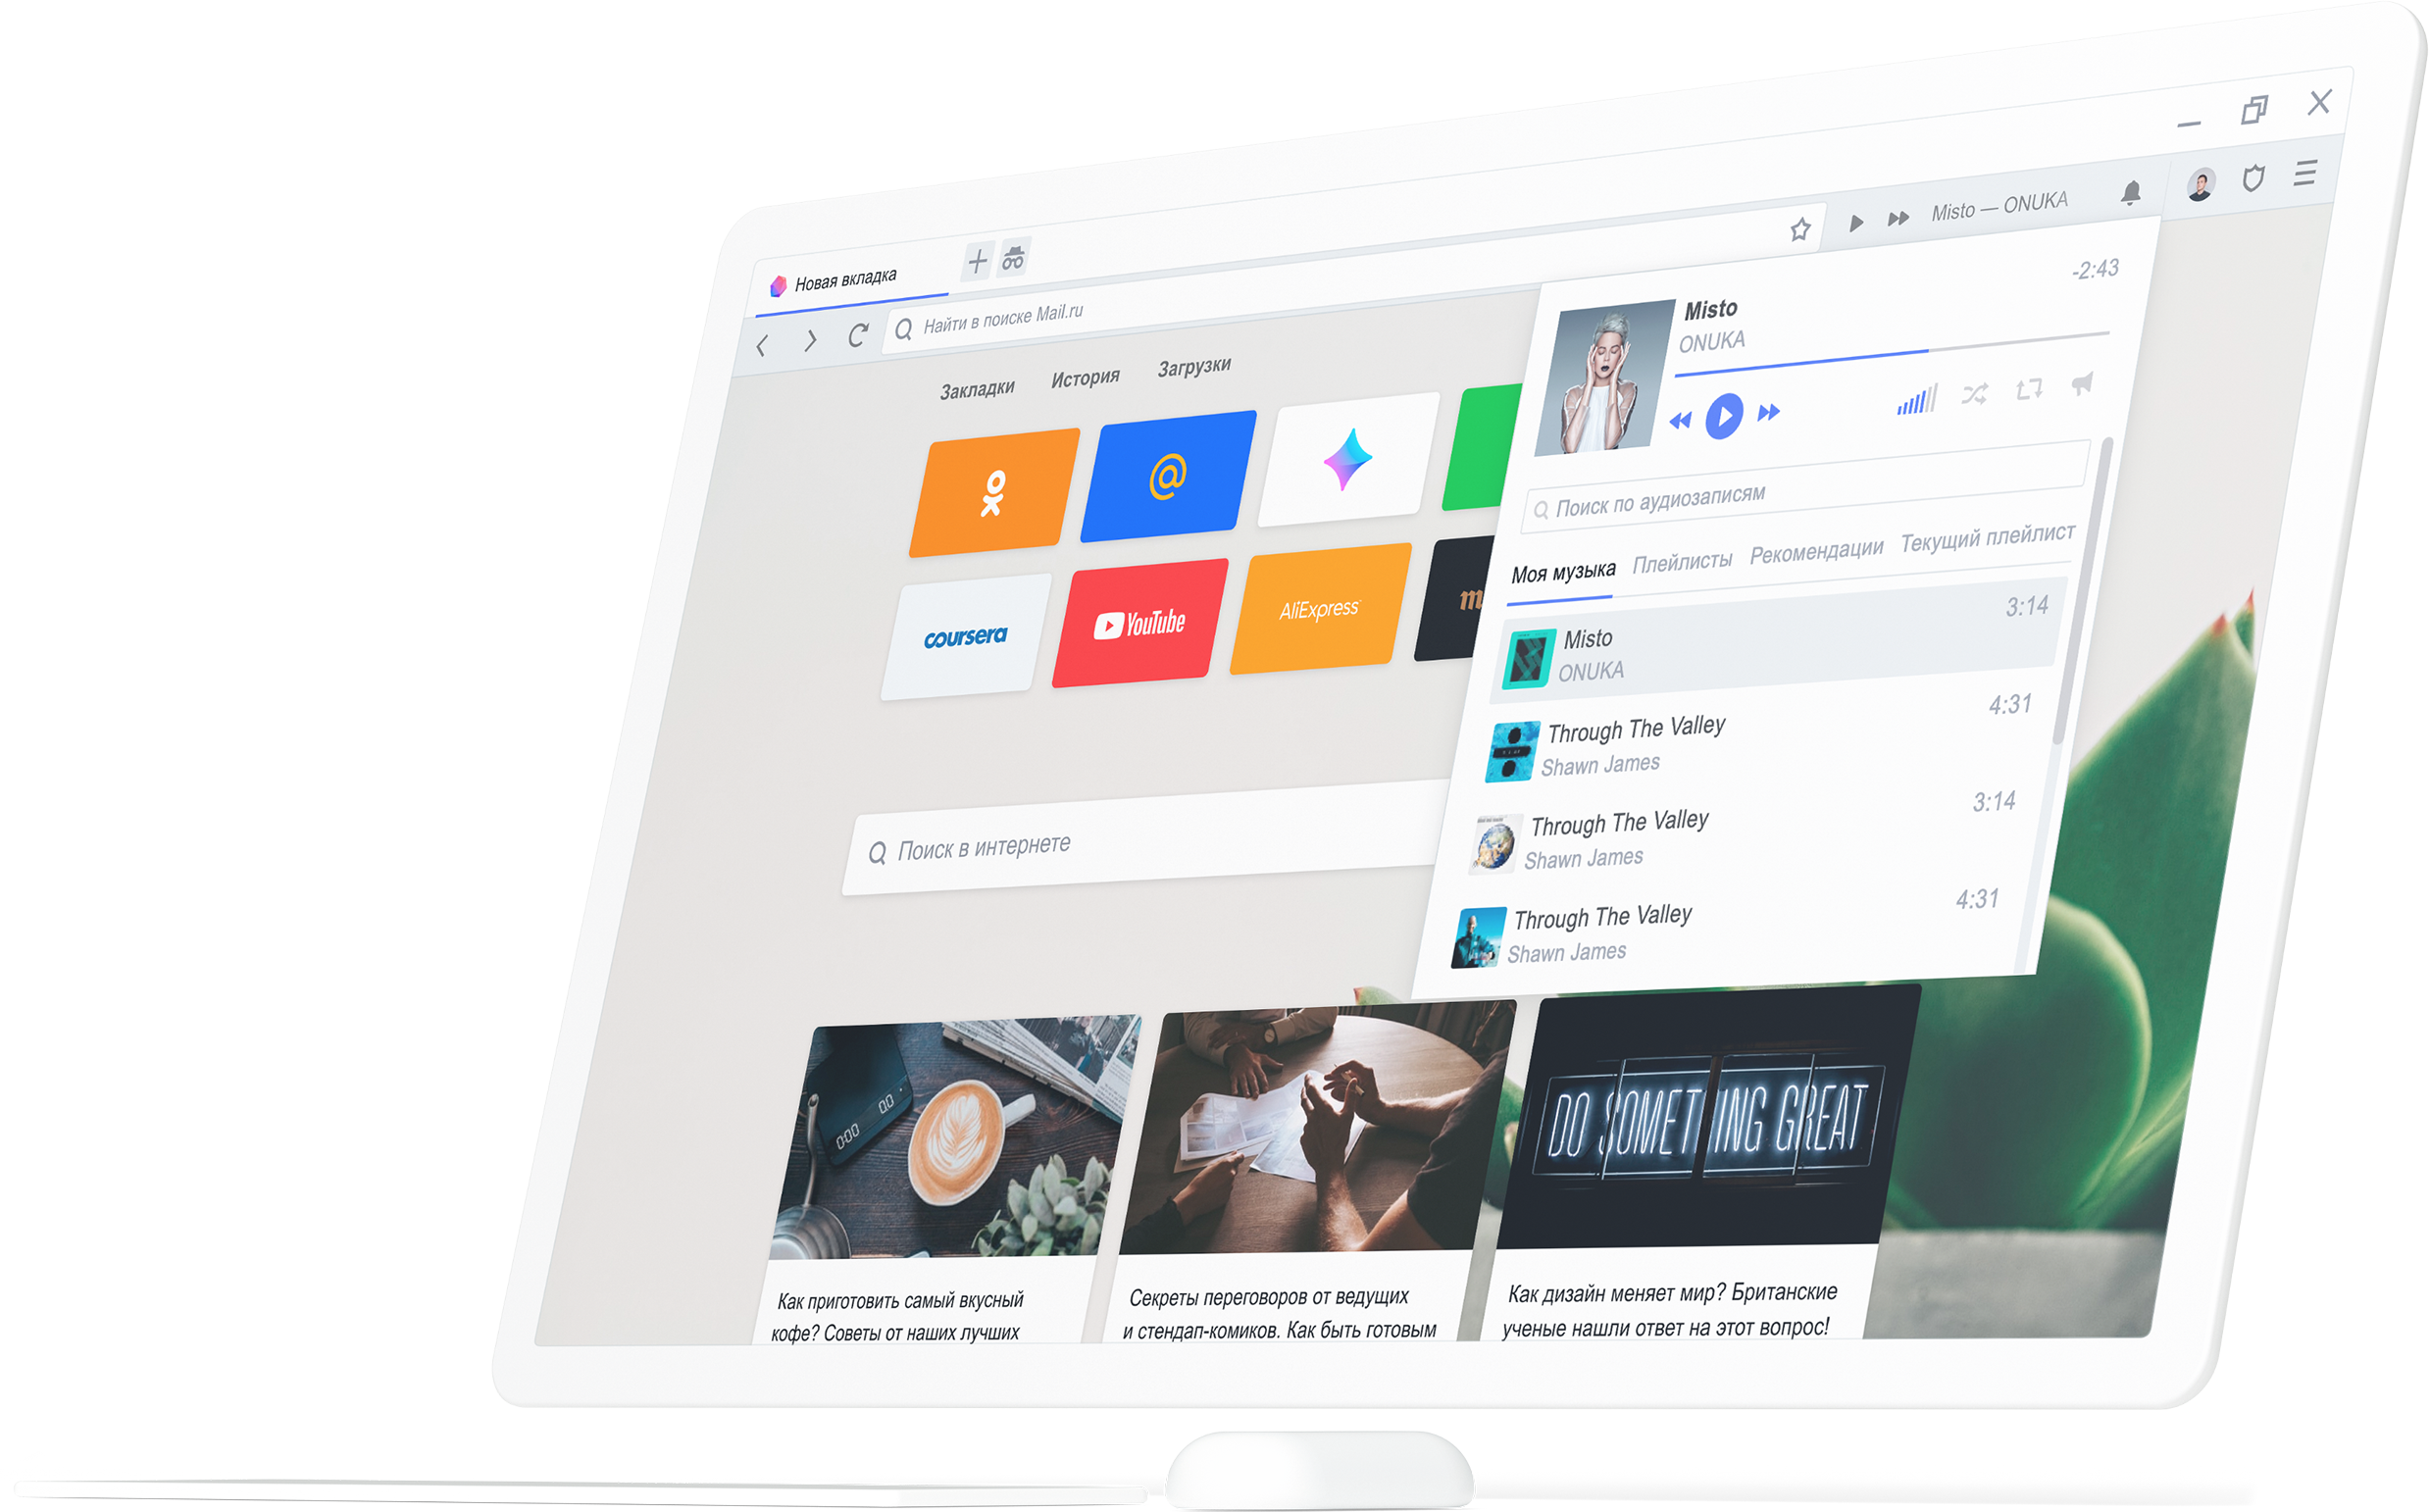 Новая вкладка
Найти в поиске Mail.ru
Misto — ONUKA
Закладки
История
Загрузки
@
coursera
YouTube
AliExpress
m
Поиск в интернете
Misto
-2:43
ONUKA
Поиск по аудиозаписям
Моя музыка
Плейлисты
Рекомендации
Текущий плейлист
Misto
3:14
ONUKA
Through The Valley
4:31
Shawn James
Through The Valley
3:14
Shawn James
Through The Valley
4:31
Shawn James
0:00
0.0
DO SOMETHING GREAT
Как приготовить самый вкусный
кофе? Советы от наших лучших
Секреты переговоров от ведущих
и стендап-комиков. Как быть готовым
Как дизайн меняет мир? Британские
ученые нашли ответ на этот вопрос!